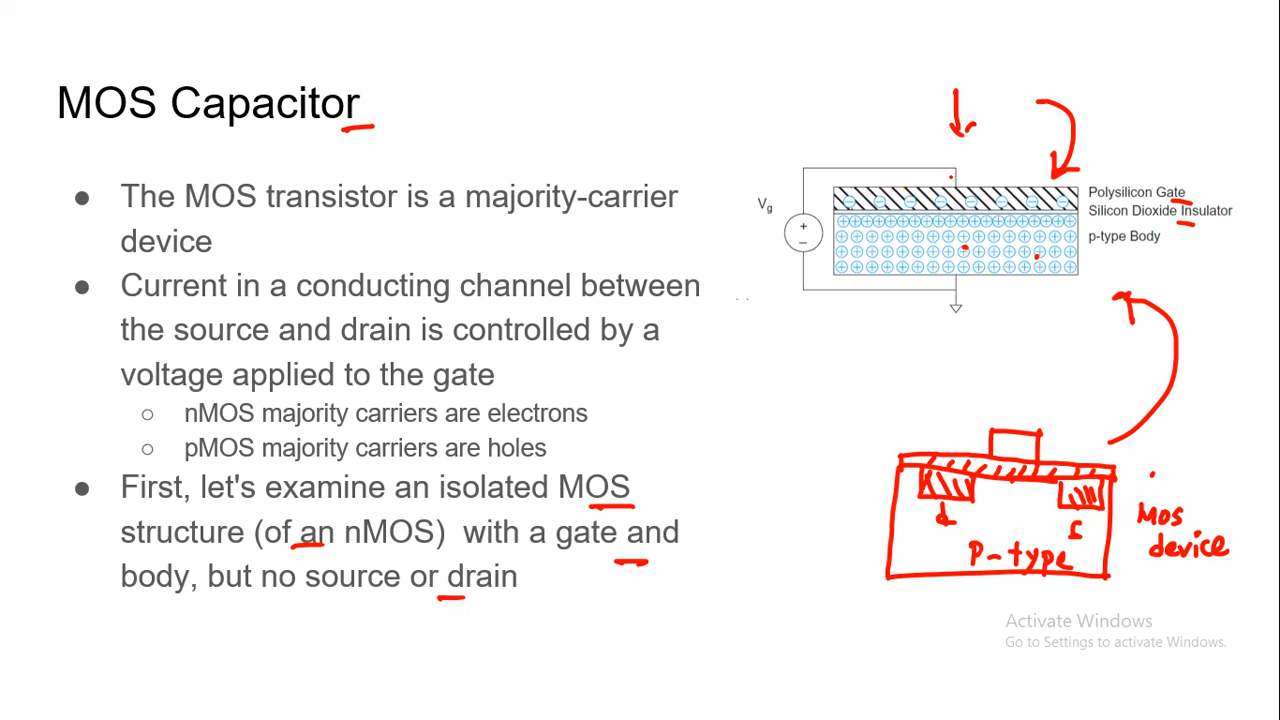 MOS Capacitor
● The MOS transistor is a majority-carrier
device
● Current in a conducting channel between
the source and drain is controlled by a
voltage applied to the gate
○ nMOS majority carriers are electrons
○ pMOS majority carriers are holes
● First, let's examine an isolated MOS
structure (of an nMOS) with a gate and
body, but no source or drain
Vg
Polysilicon Gate
Silicon Dioxide Insulator
p-type Body
d
P-type
Mos
device
Activate Windows
Go to Settings to activate Windows.